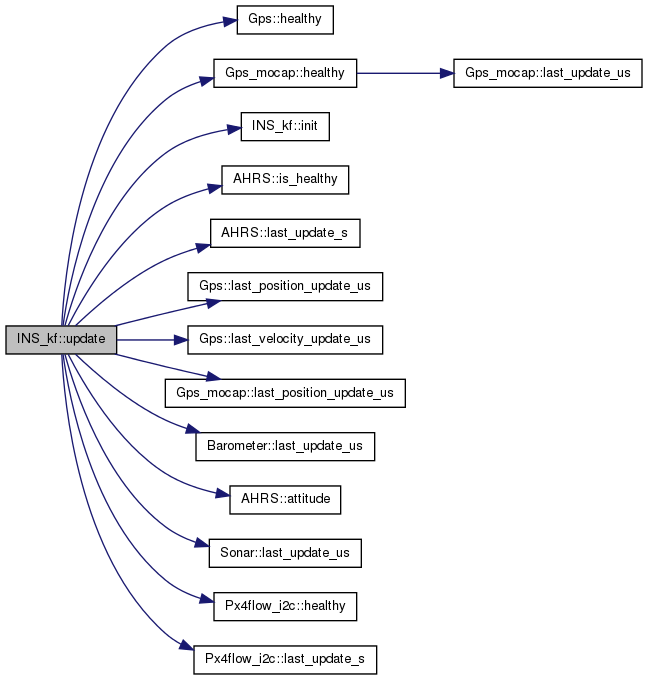 Gps::healthy
Gps_mocap::healthy
Gps_mocap::last_update_us
INS_kf::init
AHRS::is_healthy
AHRS::last_update_s
Gps::last_position_update_us
INS_kf::update
Gps::last_velocity_update_us
Gps_mocap::last_position_update_us
Barometer::last_update_us
AHRS::attitude
Sonar::last_update_us
Px4flow_i2c::healthy
Px4flow_i2c::last_update_s